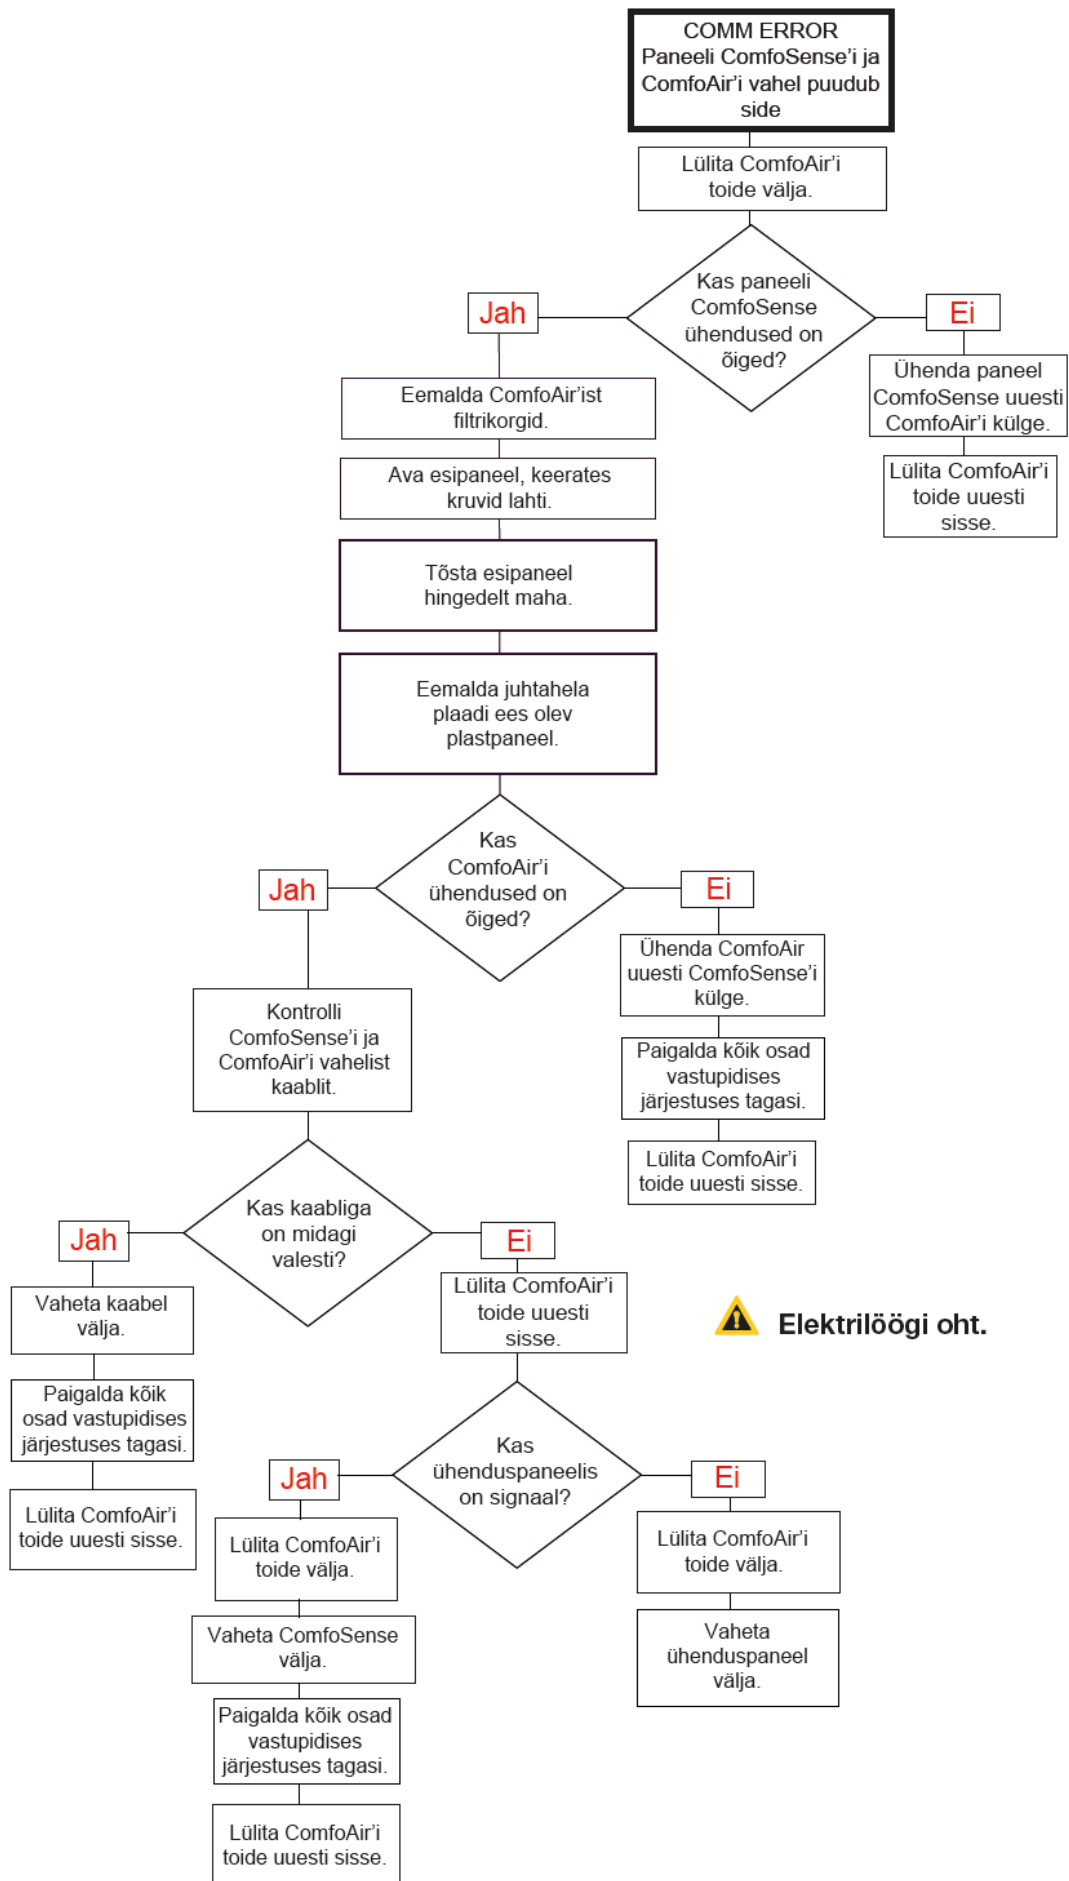 COMM ERROR
Paneeli ComfoSense’i ja
ComfoAir’i vahel puudub
side
Lülita ComfoAir’i
toide välja.
Kas paneeli
ComfoSense
ühendused on
õiged?
Jah
Ei
Eemalda ComfoAir’ist
filtrikorgid.
Ava esipaneel, keerates
kruvid lahti.
Tõsta esipaneel
hingedelt maha.
Eemalda juhtahela
plaadi ees olev
plastpaneel.
Ühenda paneel
ComfoSense uuesti
ComfoAir’i külge.
Lülita ComfoAir’i
toide uuesti
sisse.
Kas
ComfoAir’i
ühendused on
õiged?
Jah
Ei
Kontrolli
ComfoSense’i ja
ComfoAir’i vahelist
kaablit.
Ühenda ComfoAir
uuesti ComfoSense’i
külge.
Paigalda kõik osad
vastupidises
järjestuses tagasi.
Lülita ComfoAir’i
toide uuesti sisse.
Kas kaabliga
on midagi
valesti?
Jah
Ei
Vaheta kaabel
välja.
Paigalda kõik
osad vastupidises
järjestuses tagasi.
Lülita ComfoAir’i
toide uuesti sisse.
Lülita ComfoAir’i
toide uuesti
sisse.
Elektrilöögi oht.
Kas
ühenduspaneelis
on signaal?
Jah
Ei
Lülita ComfoAir’i
toide välja.
Vaheta ComfoSense
välja.
Paigalda kõik osad
vastupidises
järjestuses tagasi.
Lülita ComfoAir’i
toide uuesti sisse.
Lülita ComfoAir’i
toide välja.
Vaheta
ühenduspaneel
välja.